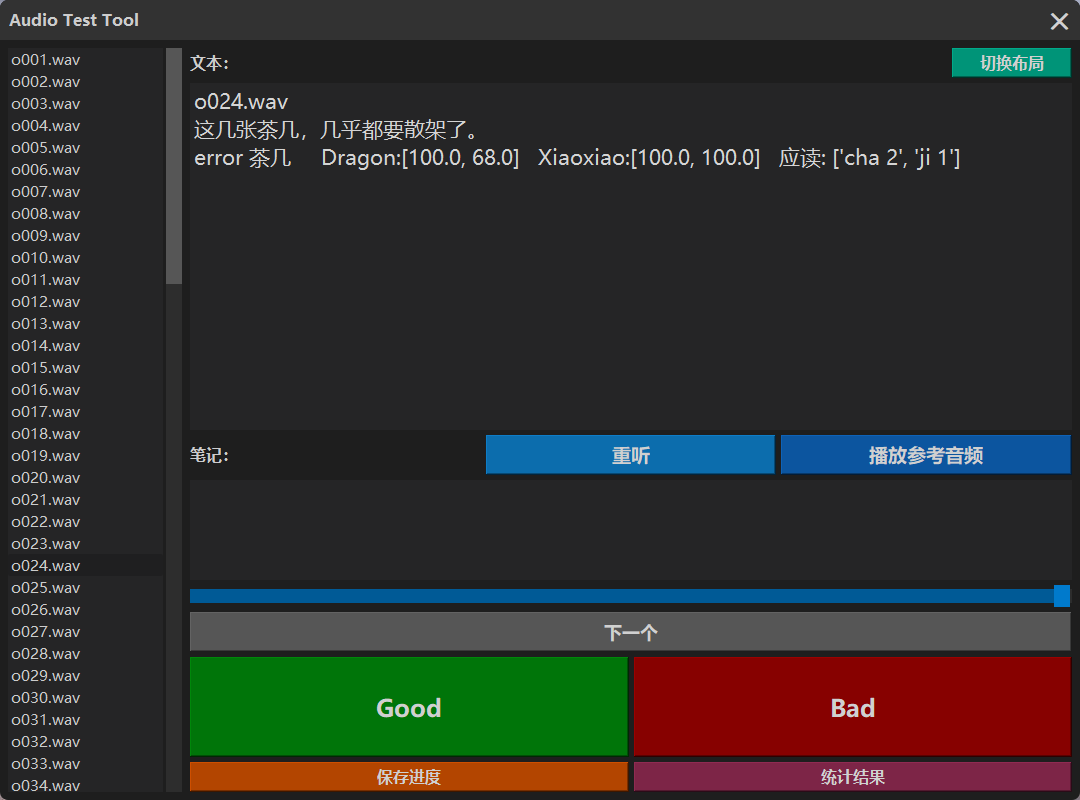 Audio Test Tool
o001.wav
o002.wav
o003.wav
o004.wav
o005.wav
o006.wav
o007.wav
o008.wav
o009.wav
o010.wav
o011.wav
o012.wav
o013.wav
o014.wav
o015.wav
o016.wav
o017.wav
o018.wav
o019.wav
o020.wav
o021.wav
o022.wav
o023.wav
o024.wav
o025.wav
o026.wav
o027.wav
o028.wav
o029.wav
o030.wav
o031.wav
o032.wav
o033.wav
o034.wav
文本:
切换布局
o024.wav
这几张茶几，几乎都要散架了。
error 茶几 Dragon:[100.0, 68.0] Xiaoxiao:[100.0, 100.0] 应读: ['cha 2', 'ji 1']
笔记:
重听
播放参考音频
下一个
Good
Bad
保存进度
统计结果